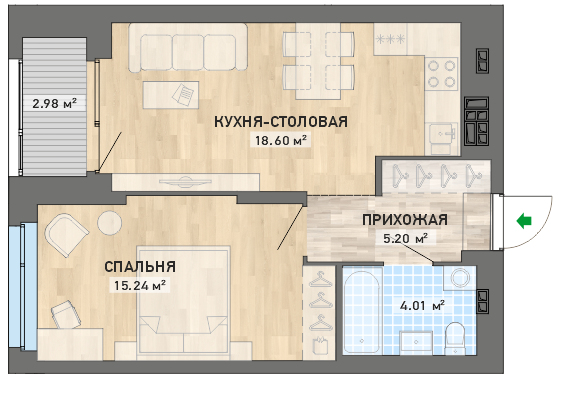 2.98 м²
КУХНЯ-СТОЛОВАЯ
18.60 м²
ПРИХОЖАЯ
5.20 м²
СПАЛЬНЯ
15.24 м²
4.01 м²